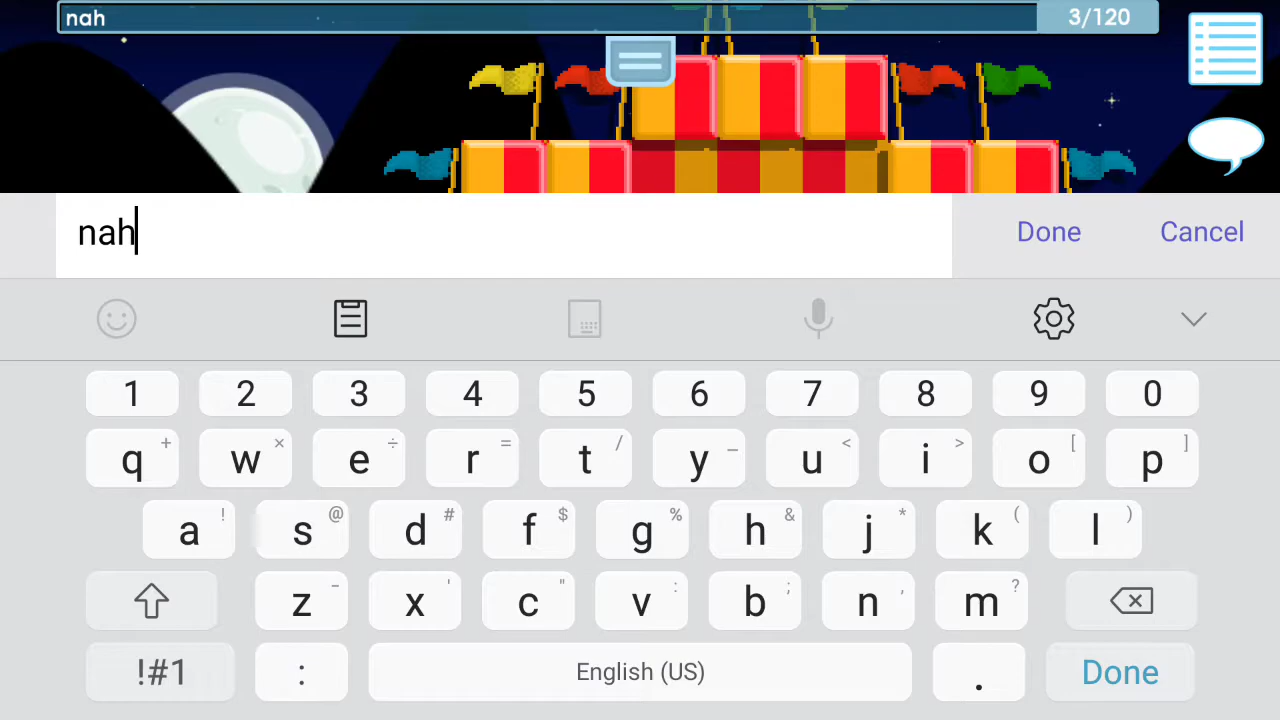 nah 3/120
nah Done Cancel
1 2 3 4 5 6 7 8 9 0
q + w × e ÷ r = t / y _ u < i > o [ p ]
a ! s @ d # f $ g % h & j * k ( l )
z - x ' c " v : b ; n , m ?
!#1 : English (US) . Done